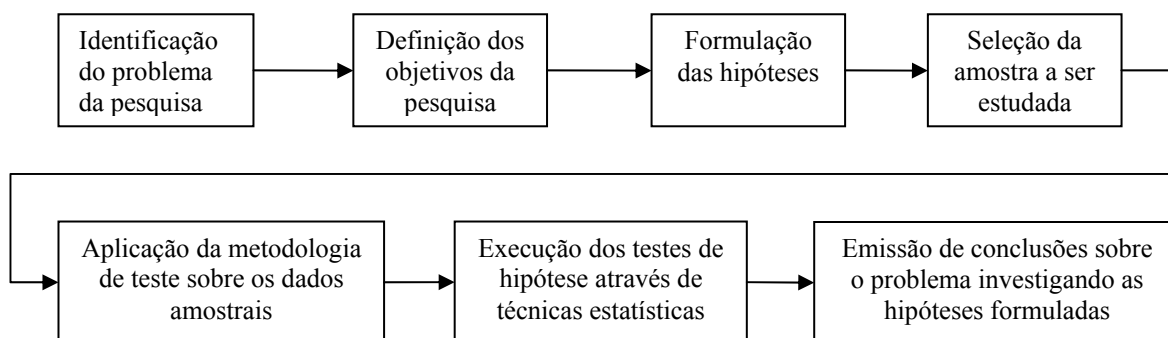 Identificação
do problema
da pesquisa
Definição dos
objetivos da
pesquisa
Formulação
das hipóteses
Seleção da
amostra a ser
estudada
Aplicação da metodologia
de teste sobre os dados
amostrais
Execução dos testes de
hipótese através de
técnicas estatísticas
Emissão de conclusões sobre
o problema investigando as
hipóteses formuladas